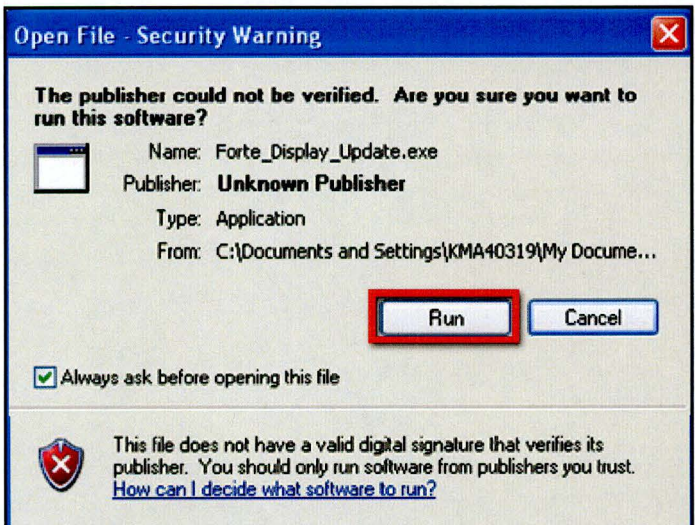 Open File - Security Warning
The publisher could not be verified. Are you sure you want to
run this software?
Name: Forte_Display_Update.exe
Publisher: Unknown Publisher
Type: Application
From: C:\Documents and Settings\KMA40319\My Docume...
Run Cancel
Always ask before opening this file
This file does not have a valid digital signature that verifies its
publisher. You should only run software from publishers you trust.
How can I decide what software to run?